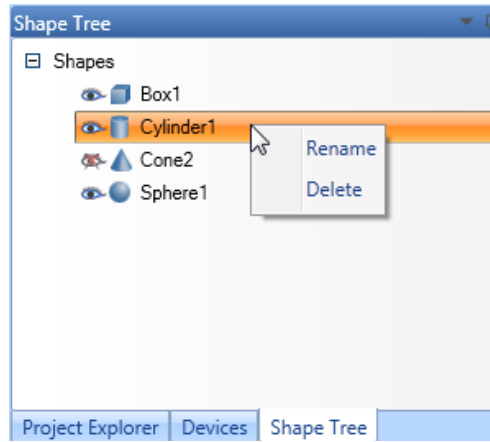 Shape Tree
Shapes
Box1
Cylinder1
Cone2
Sphere1
Rename
Delete
Project Explorer
Devices
Shape Tree